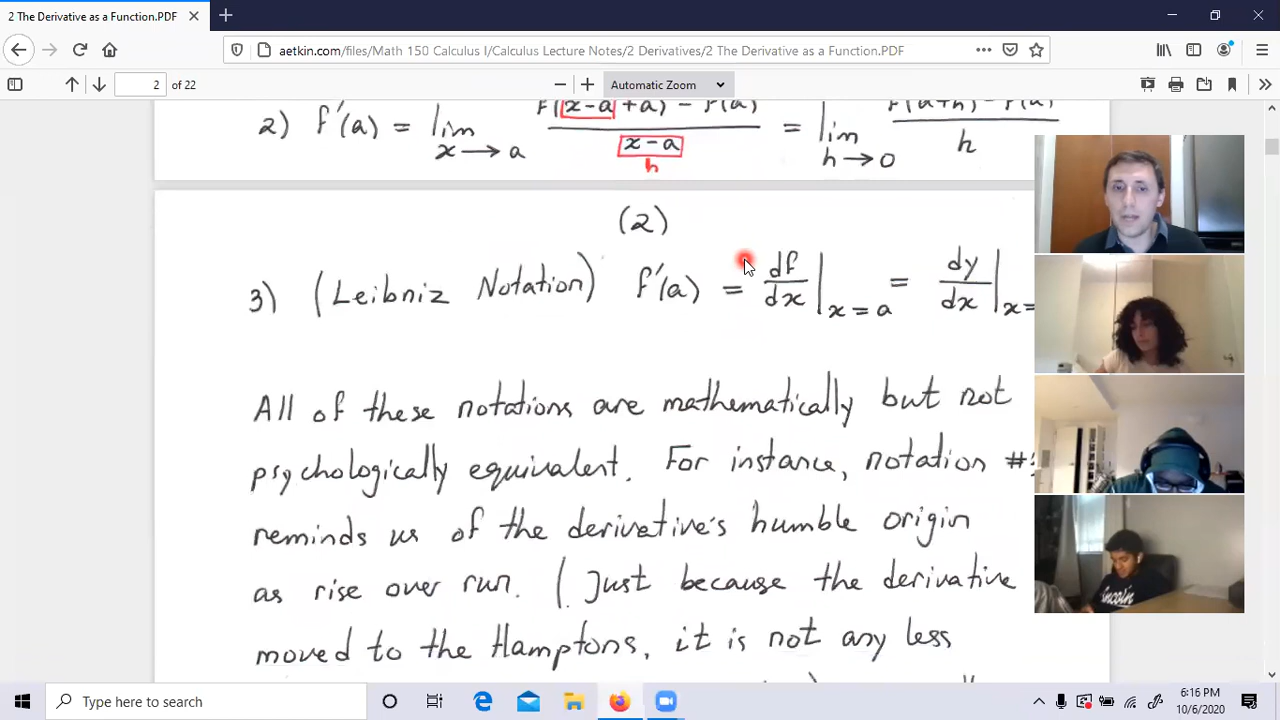 2 The Derivative as a Function.PDF
aetkin.com/files/Math 150 Calculus I/Calculus Lecture Notes/2 Derivatives/2 The Derivative as a Function.PDF
2 of 22
Automatic Zoom
2) f'(a) = lim x→a f(x-a+a) - f(a) / x-a = lim h→0 f(a+h) - f(a) / h
h
(2)
3) (Leibniz Notation) f'(a) = df/dx | x=a = dy/dx | x=
All of these notations are mathematically but not
psychologically equivalent. For instance, notation #
reminds us of the derivative's humble origin
as rise over run. (Just because the derivative
moved to the Hamptons, it is not any less
Lincoln
Type here to search
6:16 PM
10/6/2020